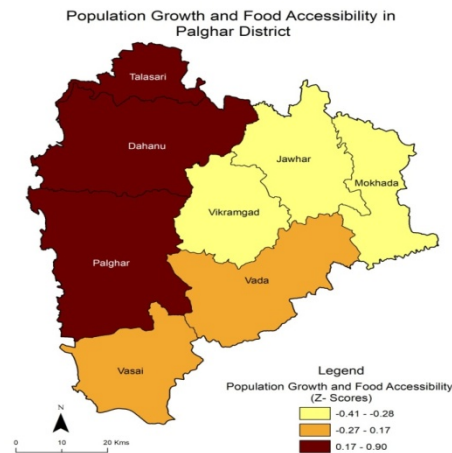 Population Growth and Food Accessibility in
Palghar District
Talasari
Dahanu
Jawhar
Mokhada
Vikramgad
Palghar
Vada
Vasai
Legend
Population Growth and Food Accessibility
(Z- Scores)
-0.41 - -0.28
-0.27 - 0.17
0.17 - 0.90
N
0 10 20 Kms